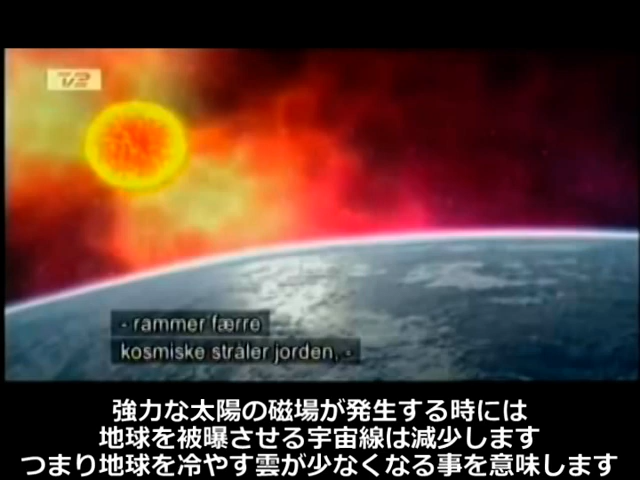 TV2
- rammer færre
kosmiske stråler jorden, -
強力な太陽の磁場が発生する時には
地球を被曝させる宇宙線は減少します
つまり地球を冷やす雲が少なくなる事を意味します